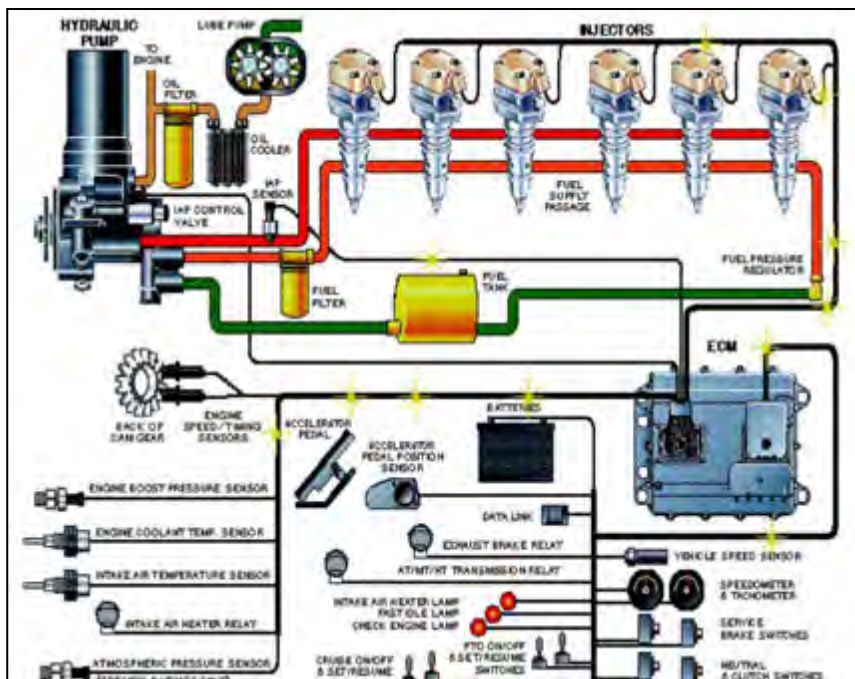 HYDRAULIC
PUMP
LUBE PUMP
INJECTORS
TO
ENGINE
OIL
FILTER
OIL
COOLER
IAP
SENSOR
IAP CONTROL
VALVE
FUEL
SUPPLY
PASSAGE
FUEL PRESSURE
REGULATOR
FUEL
TANK
FUEL
FILTER
ECM
BACK OF
CAM GEAR
ENGINE
SPEED/TIMING
SENSORS
ACCELERATOR
PEDAL
BATTERIES
ACCELERATOR
PEDAL POSITION
SENSOR
ENGINE BOOST PRESSURE SENSOR
DATA LINK
ENGINE COOLANT TEMP. SENSOR
EXHAUST BRAKE RELAY
VEHICLE SPEED SENSOR
AT/MT/HT TRANSMISSION RELAY
INTAKE AIR TEMPERATURE SENSOR
SPEEDOMETER
& TACHOMETER
INTAKE AIR HEATER LAMP
FAST IDLE LAMP
CHECK ENGINE LAMP
INTAKE AIR HEATER RELAY
SERVICE
BRAKE SWITCHES
PTO ON/OFF
& SET/RESUME
SWITCHES
CRUISE ON/OFF
& SET/RESUME
ATMOSPHERIC PRESSURE SENSOR
NEUTRAL
& CLUTCH SWITCHES